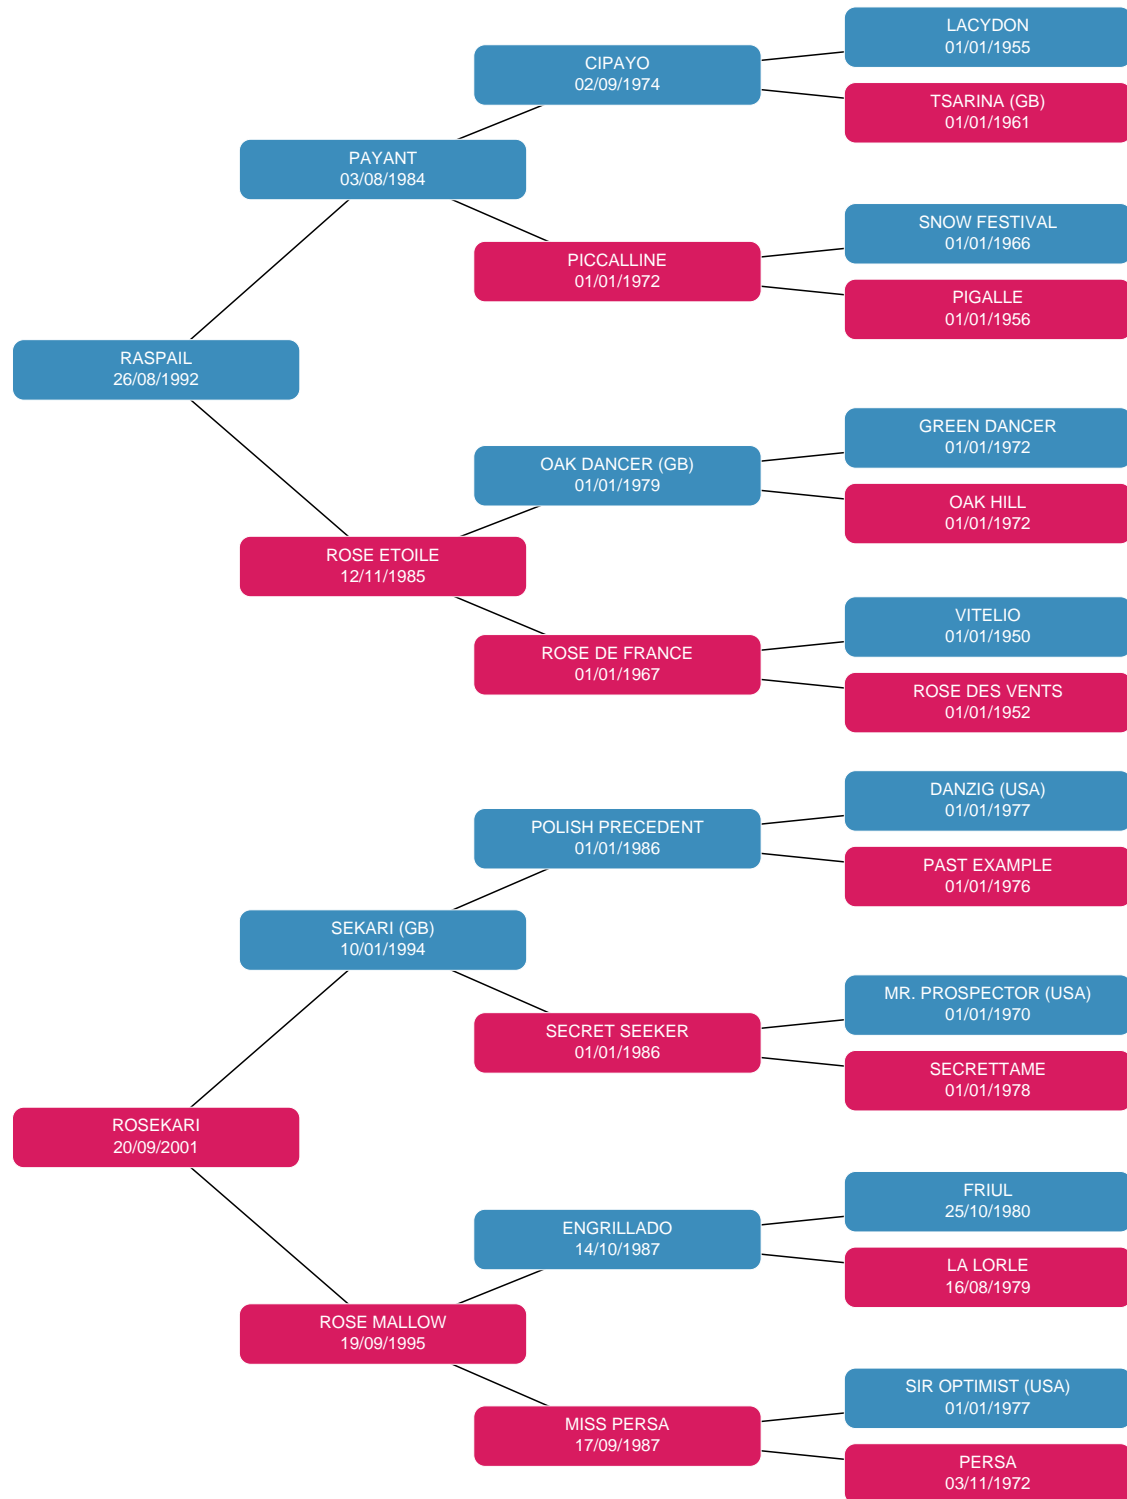 LACYDON
01/01/1955
CIPAYO
02/09/1974
TSARINA (GB)
01/01/1961
PAYANT
03/08/1984
SNOW FESTIVAL
01/01/1966
PICCALLINE
01/01/1972
PIGALLE
01/01/1956
RASPAIL
26/08/1992
GREEN DANCER
01/01/1972
OAK DANCER (GB)
01/01/1979
OAK HILL
01/01/1972
ROSE ETOILE
12/11/1985
VITELIO
01/01/1950
ROSE DE FRANCE
01/01/1967
ROSE DES VENTS
01/01/1952
DANZIG (USA)
01/01/1977
POLISH PRECEDENT
01/01/1986
PAST EXAMPLE
01/01/1976
SEKARI (GB)
10/01/1994
MR. PROSPECTOR (USA)
01/01/1970
SECRET SEEKER
01/01/1986
SECRETTAME
01/01/1978
ROSEKARI
20/09/2001
FRIUL
25/10/1980
ENGRILLADO
14/10/1987
LA LORLE
16/08/1979
ROSE MALLOW
19/09/1995
SIR OPTIMIST (USA)
01/01/1977
MISS PERSA
17/09/1987
PERSA
03/11/1972